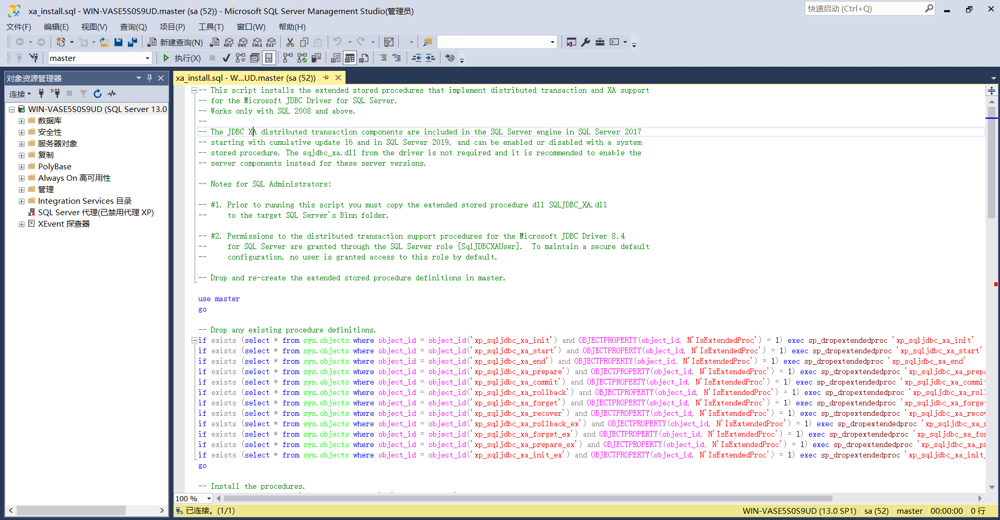 xa_install.sql - WIN-VASE5S0S9UD.master (sa (52)) - Microsoft SQL Server Management Studio(管理员)
快速启动 (Ctrl+Q)
文件(F) 编辑(E) 视图(V) 查询(Q) 项目(P) 工具(T) 窗口(W) 帮助(H)
新建查询(N) MDX DMX XMLA DAX
master 执行(X)
对象资源管理器
连接
WIN-VASE5S0S9UD (SQL Server 13.0
数据库
安全性
服务器对象
复制
PolyBase
Always On 高可用性
管理
Integration Services 目录
SQL Server 代理(已禁用代理 XP)
XEvent 探查器
xa_install.sql - W...UD.master (sa (52))
-- This script installs the extended stored procedures that implement distributed transaction and XA support
-- for the Microsoft JDBC Driver for SQL Server.
-- Works only with SQL 2008 and above.
--
-- The JDBC XA distributed transaction components are included in the SQL Server engine in SQL Server 2017
-- starting with cumulative update 16 and in SQL Server 2019, and can be enabled or disabled with a system
-- stored procedure. The sqjdbc_xa.dll from the driver is not required and it is recommended to enable the
-- server components instead for these server versions.
-- Notes for SQL Administrators:
-- #1. Prior to running this script you must copy the extended stored procedure dll SQLJDBC_XA.dll
-- to the target SQL Server's Binn folder.
-- #2. Permissions to the distributed transaction support procedures for the Microsoft JDBC Driver 8.4
-- for SQL Server are granted through the SQL Server role [SqlJDBCXAUser]. To maintain a secure default
-- configuration, no user is granted access to this role by default.
-- Drop and re-create the extended stored procedure definitions in master.
use master
go
-- Drop any existing procedure definitions.
if exists (select * from sys.objects where object_id = object_id('xp_sqljdbc_xa_init') and OBJECTPROPERTY(object_id, N'IsExtendedProc') = 1) exec sp_dropextendedproc 'xp_sqljdbc_xa_init'
if exists (select * from sys.objects where object_id = object_id('xp_sqljdbc_xa_start') and OBJECTPROPERTY(object_id, N'IsExtendedProc') = 1) exec sp_dropextendedproc 'xp_sqljdbc_xa_start'
if exists (select * from sys.objects where object_id = object_id('xp_sqljdbc_xa_end') and OBJECTPROPERTY(object_id, N'IsExtendedProc') = 1) exec sp_dropextendedproc 'xp_sqljdbc_xa_end'
if exists (select * from sys.objects where object_id = object_id('xp_sqljdbc_xa_prepare') and OBJECTPROPERTY(object_id, N'IsExtendedProc') = 1) exec sp_dropextendedproc 'xp_sqljdbc_xa_prepa
if exists (select * from sys.objects where object_id = object_id('xp_sqljdbc_xa_commit') and OBJECTPROPERTY(object_id, N'IsExtendedProc') = 1) exec sp_dropextendedproc 'xp_sqljdbc_xa_commit
if exists (select * from sys.objects where object_id = object_id('xp_sqljdbc_xa_rollback') and OBJECTPROPERTY(object_id, N'IsExtendedProc') = 1) exec sp_dropextendedproc 'xp_sqljdbc_xa_roll
if exists (select * from sys.objects where object_id = object_id('xp_sqljdbc_xa_forget') and OBJECTPROPERTY(object_id, N'IsExtendedProc') = 1) exec sp_dropextendedproc 'xp_sqljdbc_xa_forget
if exists (select * from sys.objects where object_id = object_id('xp_sqljdbc_xa_recover') and OBJECTPROPERTY(object_id, N'IsExtendedProc') = 1) exec sp_dropextendedproc 'xp_sqljdbc_xa_recov
if exists (select * from sys.objects where object_id = object_id('xp_sqljdbc_xa_rollback_ex') and OBJECTPROPERTY(object_id, N'IsExtendedProc') = 1) exec sp_dropextendedproc 'xp_sqljdbc_xa_r
if exists (select * from sys.objects where object_id = object_id('xp_sqljdbc_xa_forget_ex') and OBJECTPROPERTY(object_id, N'IsExtendedProc') = 1) exec sp_dropextendedproc 'xp_sqljdbc_xa_for
if exists (select * from sys.objects where object_id = object_id('xp_sqljdbc_xa_prepare_ex') and OBJECTPROPERTY(object_id, N'IsExtendedProc') = 1) exec sp_dropextendedproc 'xp_sqljdbc_xa_pr
if exists (select * from sys.objects where object_id = object_id('xp_sqljdbc_xa_init_ex') and OBJECTPROPERTY(object_id, N'IsExtendedProc') = 1) exec sp_dropextendedproc 'xp_sqljdbc_xa_init_
go
-- Install the procedures.
100 %
已连接。(1/1) WIN-VASE5S0S9UD (13.0 SP1) sa (52) master 00:00:00 0 行